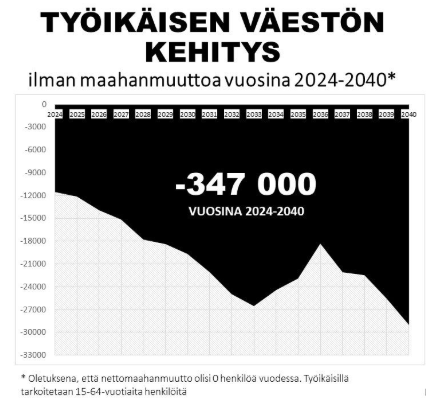 TYÖIKÄISEN VÄESTÖN
KEHITYS
ilman maahanmuuttoa vuosina 2024-2040*
0
2024 2025 2026 2027 2028 2029 2030 2031 2032 2033 2034 2035 2036 2037 2038 2039 2040
-3000
-6000
-9000
-12000
-15000
-18000
-21000
-24000
-27000
-30000
-33000
-347 000
VUOSINA 2024-2040
* Oletuksena, että nettomaahanmuutto olisi 0 henkilöä vuodessa. Työikäisillä
tarkoitetaan 15-64-vuotiaita henkilöitä